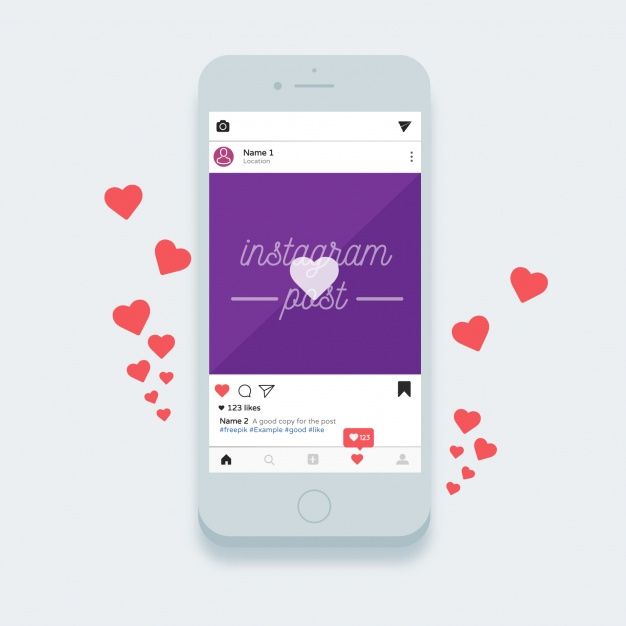 Name 1
Location
instagram
post
123 likes
Name 2 A good copy for the post
#freepik #Example #good #like
123